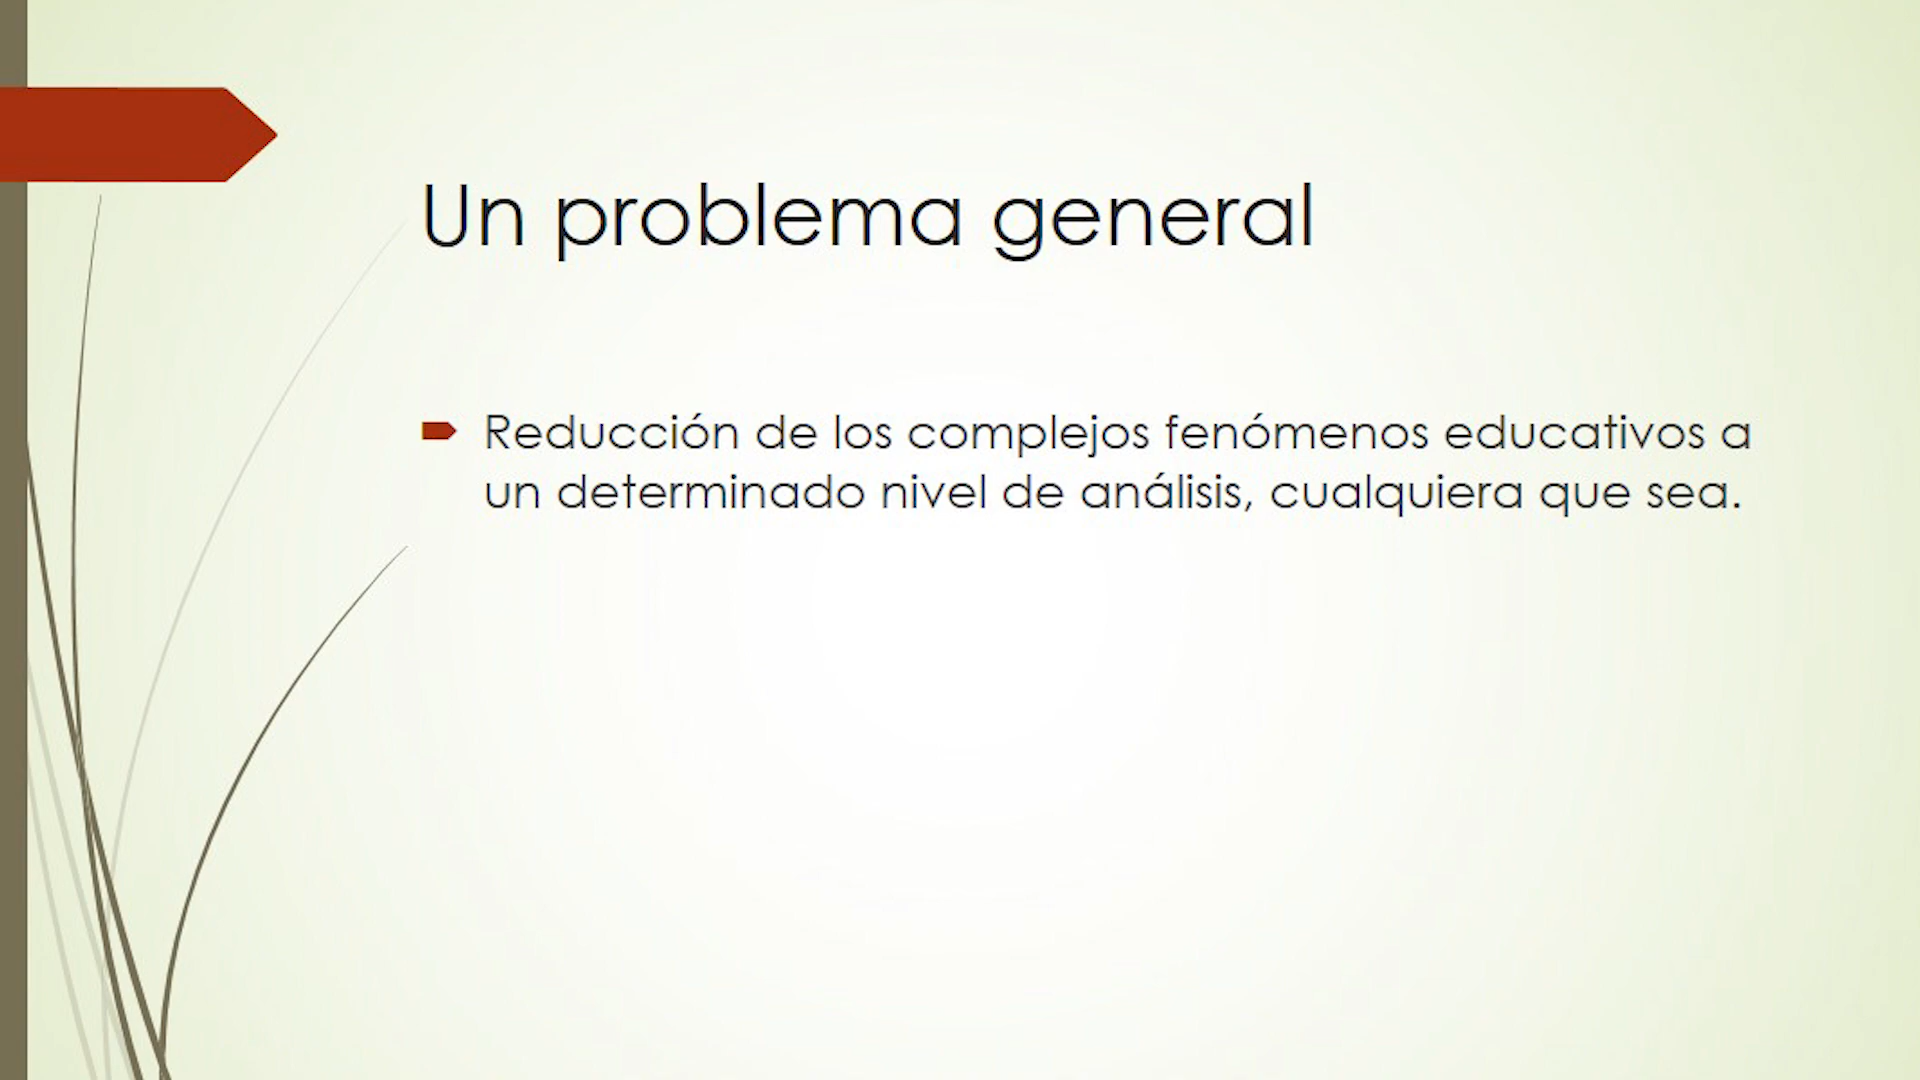 Un problema general
Reducción de los complejos fenómenos educativos a
un determinado nivel de análisis, cualquiera que sea.